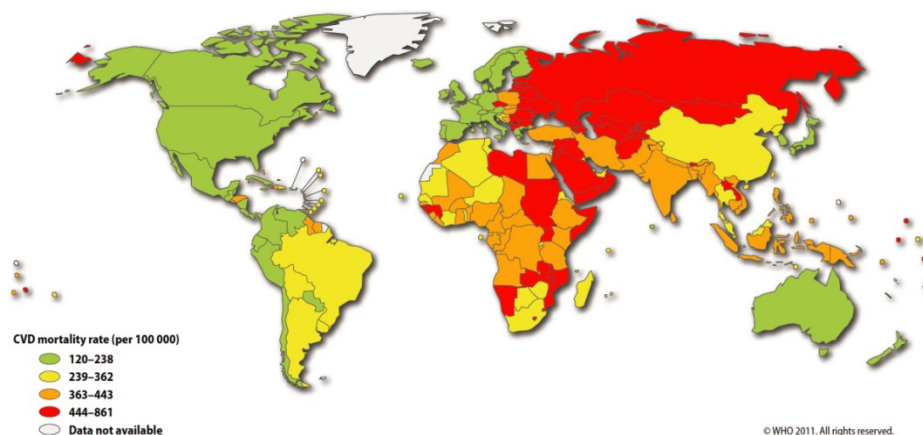 CVD mortality rate (per 100 000)
120–238
239–362
363–443
444–861
Data not available
© WHO 2011. All rights reserved.